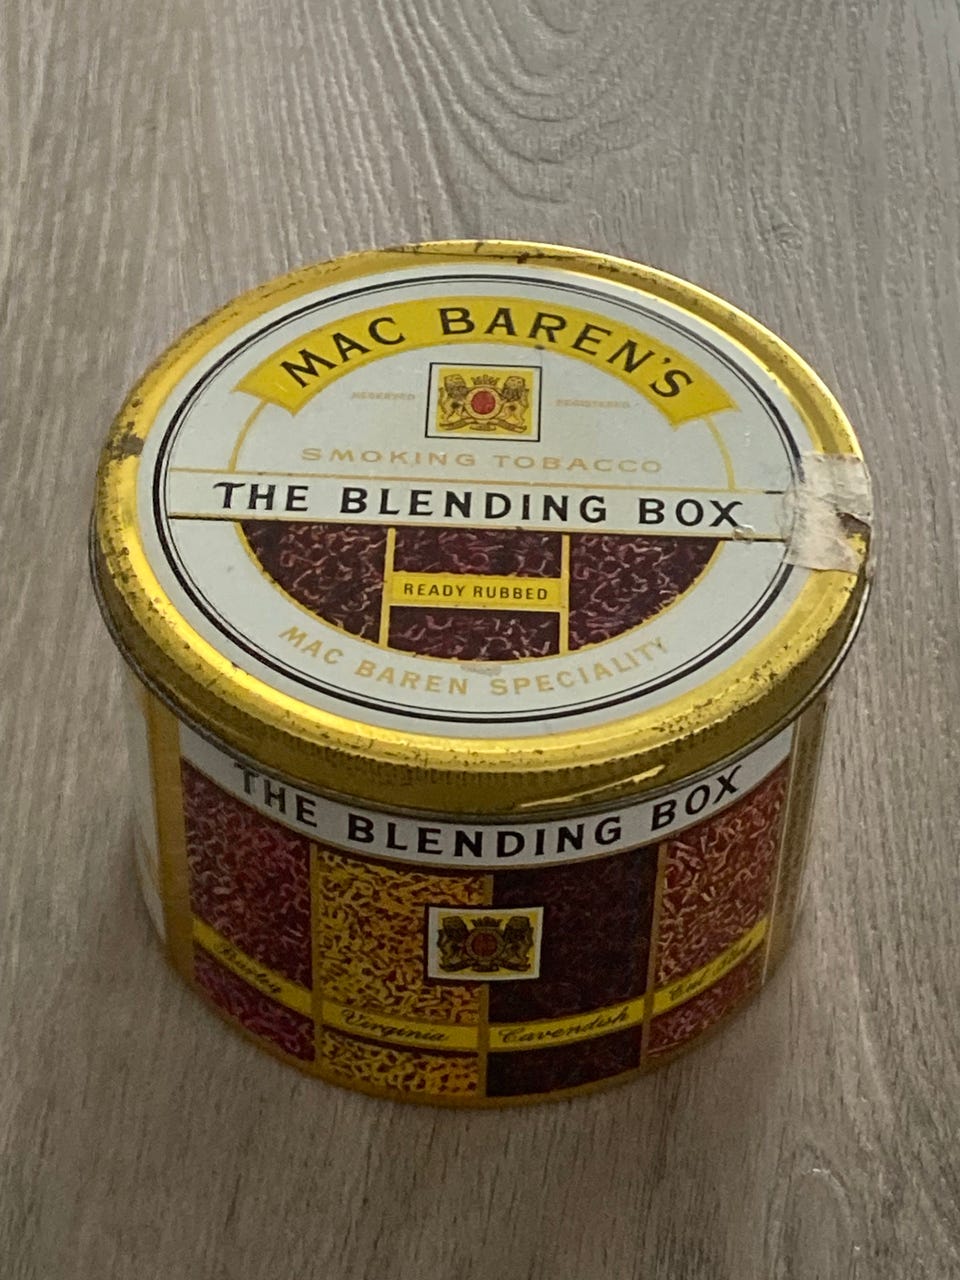 MAC BAREN'S
RESERVED
REGISTERED
SMOKING TOBACCO
THE BLENDING BOX
READY RUBBED
MAC BAREN SPECIALITY
THE BLENDING BOX
Burley
Virginia
Cavendish